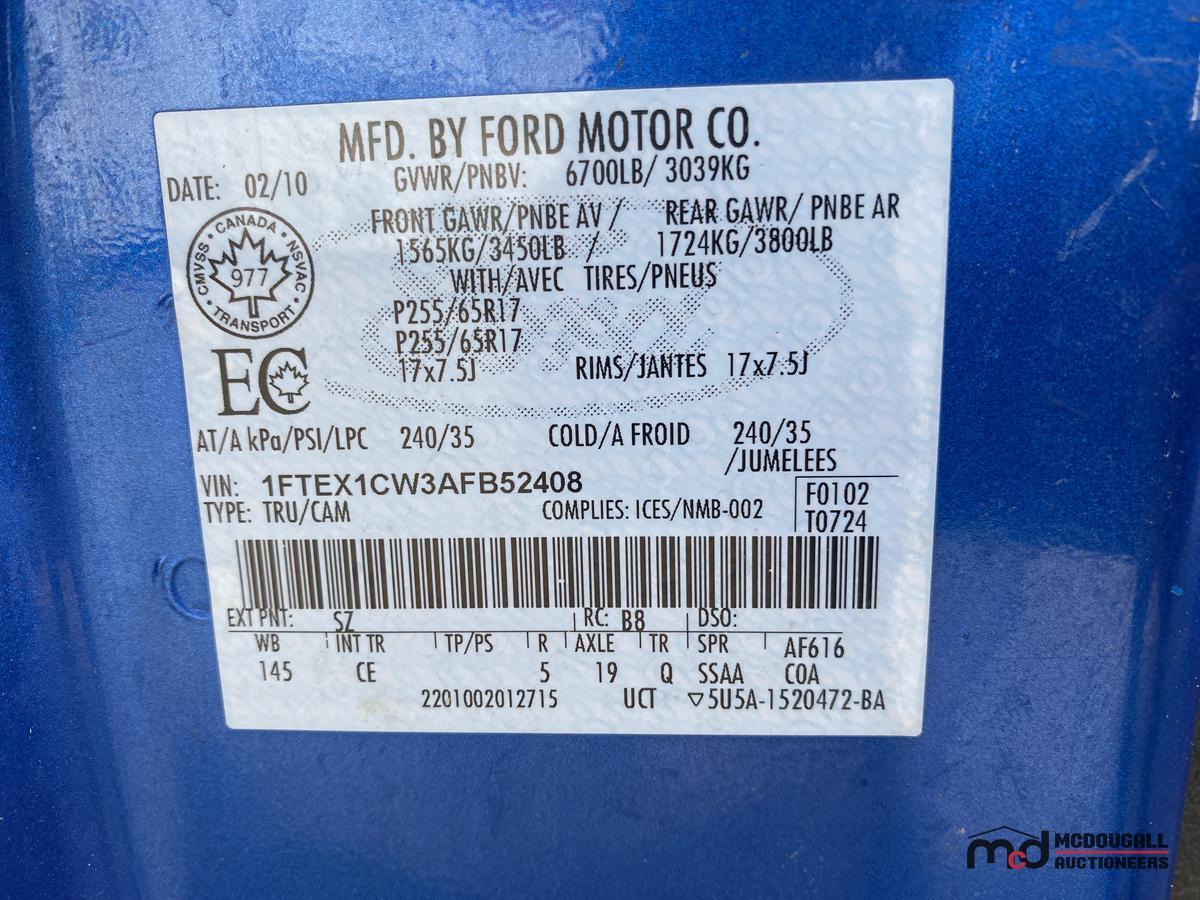 MFD. BY FORD MOTOR CO.
DATE: 02/10
GVWR/PNBV: 6700LB/ 3039KG
FRONT GAWR/PNBE AV / REAR GAWR/ PNBE AR
1565KG/3450LB / 1724KG/3800LB
WITH/AVEC TIRES/PNEUS
CANADA
CMVSS • NSVAC
977
TRANSPORT
P255/65R17
P255/65R17
17x7.5J RIMS/JANTES 17x7.5J
EC
AT/A kPa/PSI/LPC 240/35 COLD/A FROID 240/35
/JUMELEES
VIN: 1FTEX1CW3AFB52408
F0102
TYPE: TRU/CAM COMPLIES: ICES/NMB-002
T0724
EXT PNT: SZ RC: B8 DSO:
WB INT TR TP/PS R AXLE TR SPR AF616
145 CE 5 19 Q SSAA COA
2201002012715 UCT ▽5U5A-1520472-BA
mcd MCDOUGALL
AUCTIONEERS